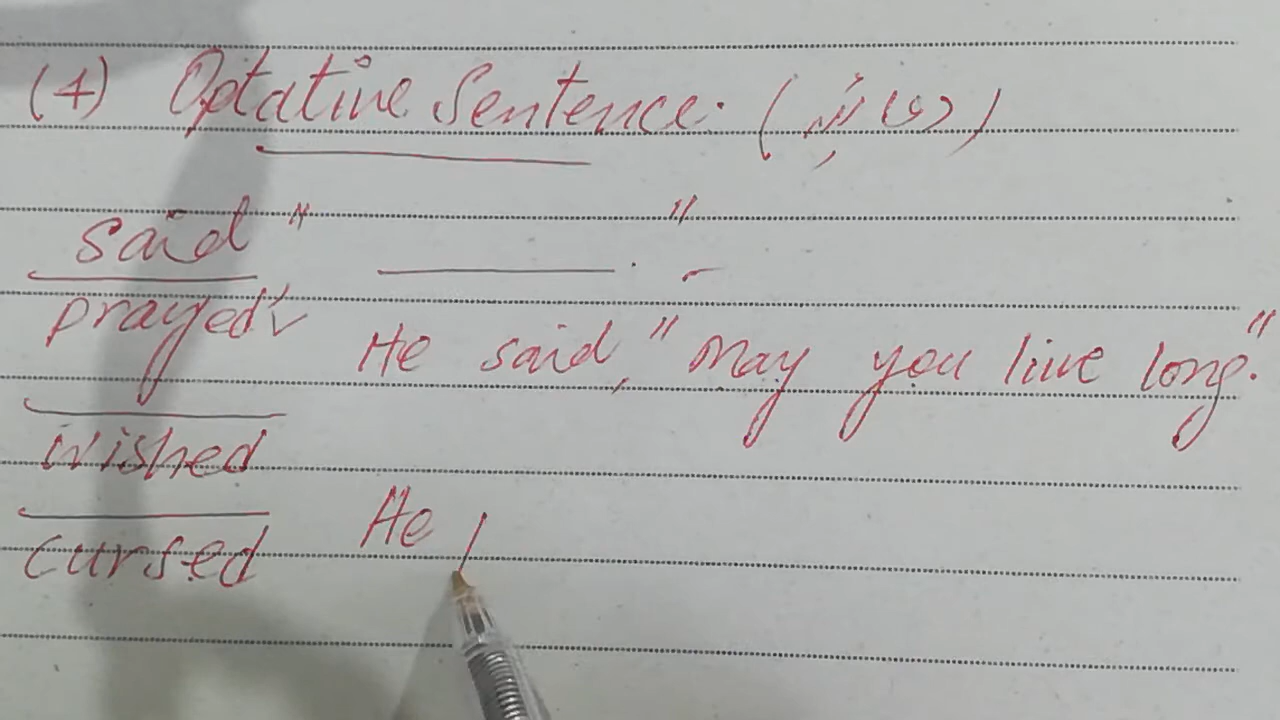 (4) Optative Sentence. (دعائیہ)
said " ______ . "
prayed ✓
He said, "May you live long."
wished
He
cursed